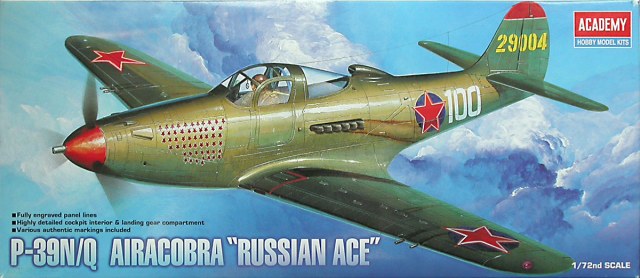 ACADEMY
HOBBY MODEL KITS
29004
100
■ Fully engraved panel lines
■ Highly detailed cockpit interior & landing gear compartment
■ Various authentic markings included
P-39N/Q AIRACOBRA "RUSSIAN ACE"
1/72nd SCALE